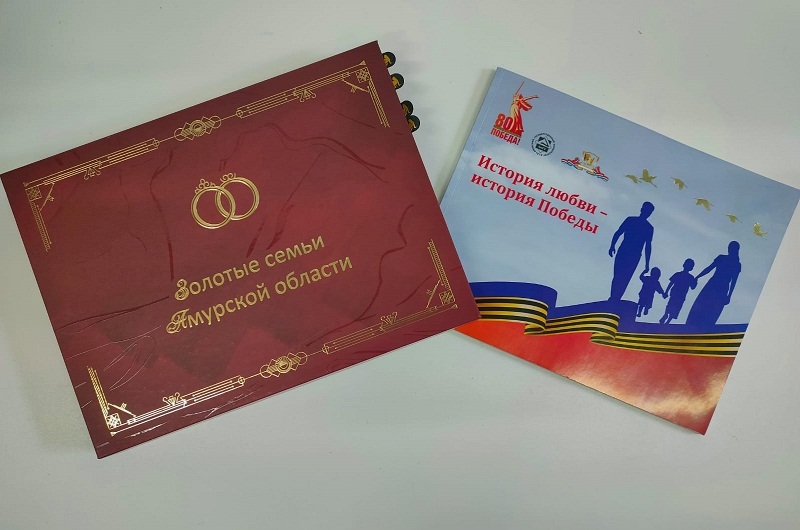 Золотые семьи
Амурской области
80
ПОБЕДА!
История любви –
история Победы